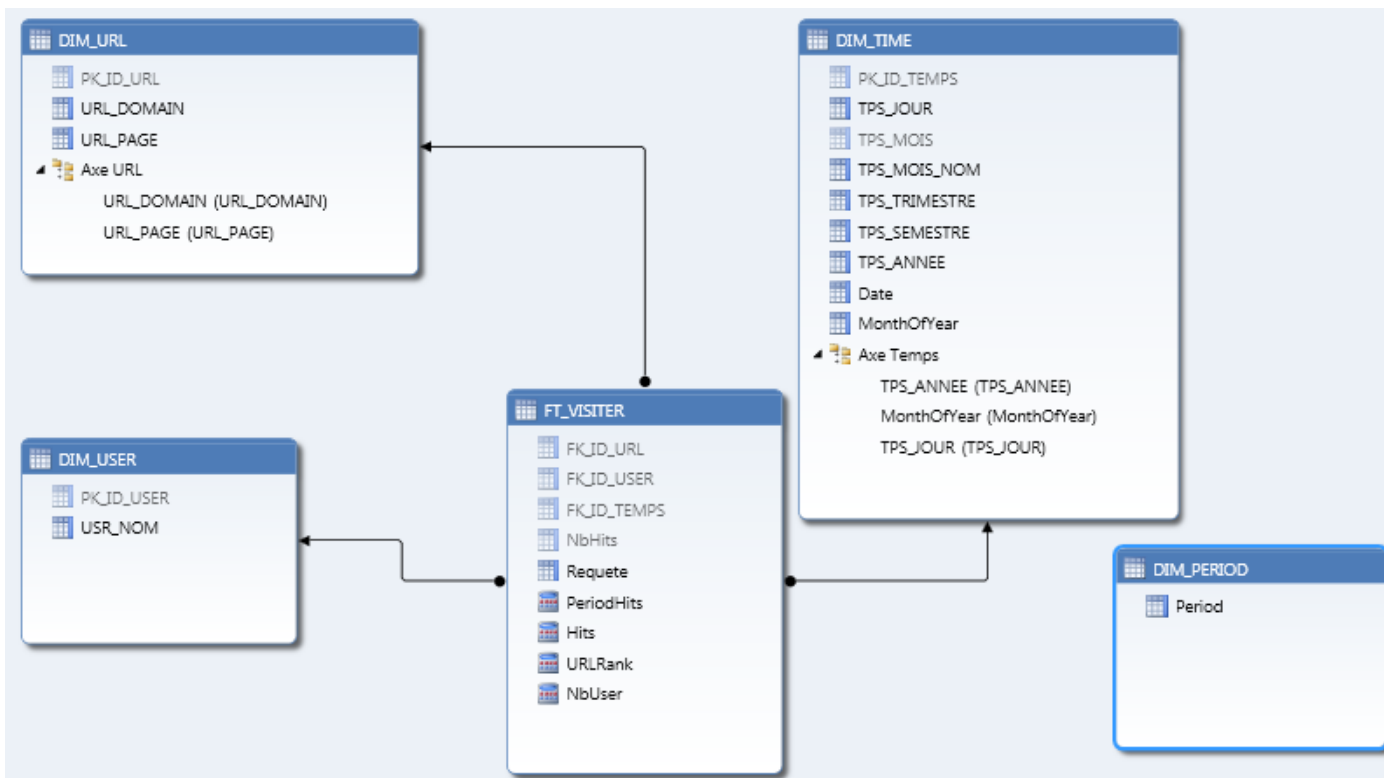 DIM_URL
PK_ID_URL
URL_DOMAIN
URL_PAGE
Axe URL
URL_DOMAIN (URL_DOMAIN)
URL_PAGE (URL_PAGE)
DIM_TIME
PK_ID_TEMPS
TPS_JOUR
TPS_MOIS
TPS_MOIS_NOM
TPS_TRIMESTRE
TPS_SEMESTRE
TPS_ANNEE
Date
MonthOfYear
Axe Temps
TPS_ANNEE (TPS_ANNEE)
MonthOfYear (MonthOfYear)
TPS_JOUR (TPS_JOUR)
DIM_USER
PK_ID_USER
USR_NOM
FT_VISITER
FK_ID_URL
FK_ID_USER
FK_ID_TEMPS
NbHits
Requete
PeriodHits
Hits
URLRank
NbUser
DIM_PERIOD
Period